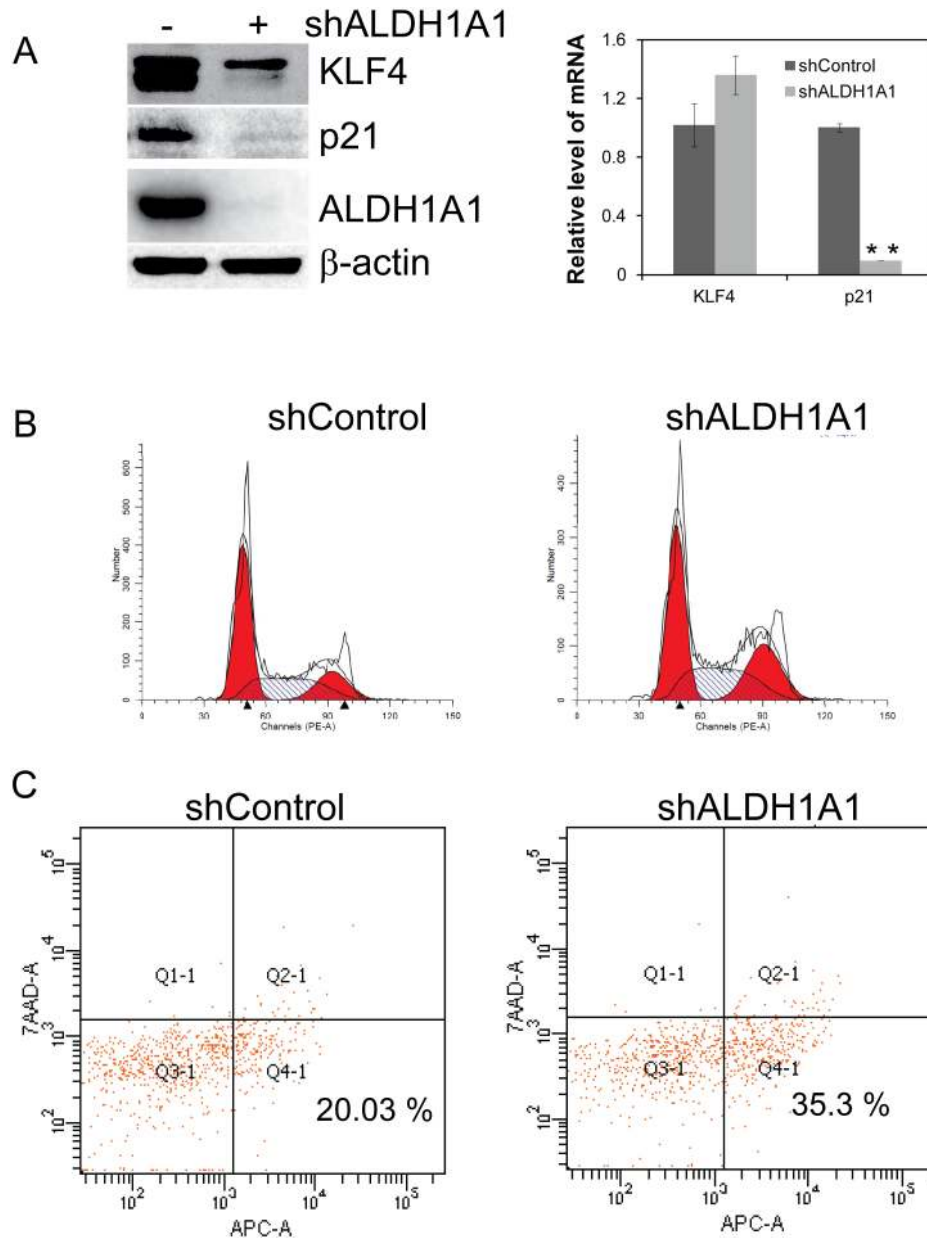 A
- + shALDH1A1
KLF4
p21
ALDH1A1
β-actin
Relative level of mRNA
1.6
1.2
0.8
0.4
0
shControl
shALDH1A1
* *
KLF4 p21
B
shControl
shALDH1A1
Number
600
500
400
300
200
100
0
0 30 60 90 120 150
Channels (PE-A)
Number
400
300
200
100
0
0 30 60 90 120 150
Channels (PE-A)
C
shControl
shALDH1A1
7AAD-A
10^5
10^4
10^3
10^2
Q1-1 Q2-1
Q3-1 Q4-1
20.03 %
10^2 10^3 10^4 10^5
APC-A
7AAD-A
10^5
10^4
10^3
10^2
Q1-1 Q2-1
Q3-1 Q4-1
35.3 %
10^2 10^3 10^4 10^5
APC-A